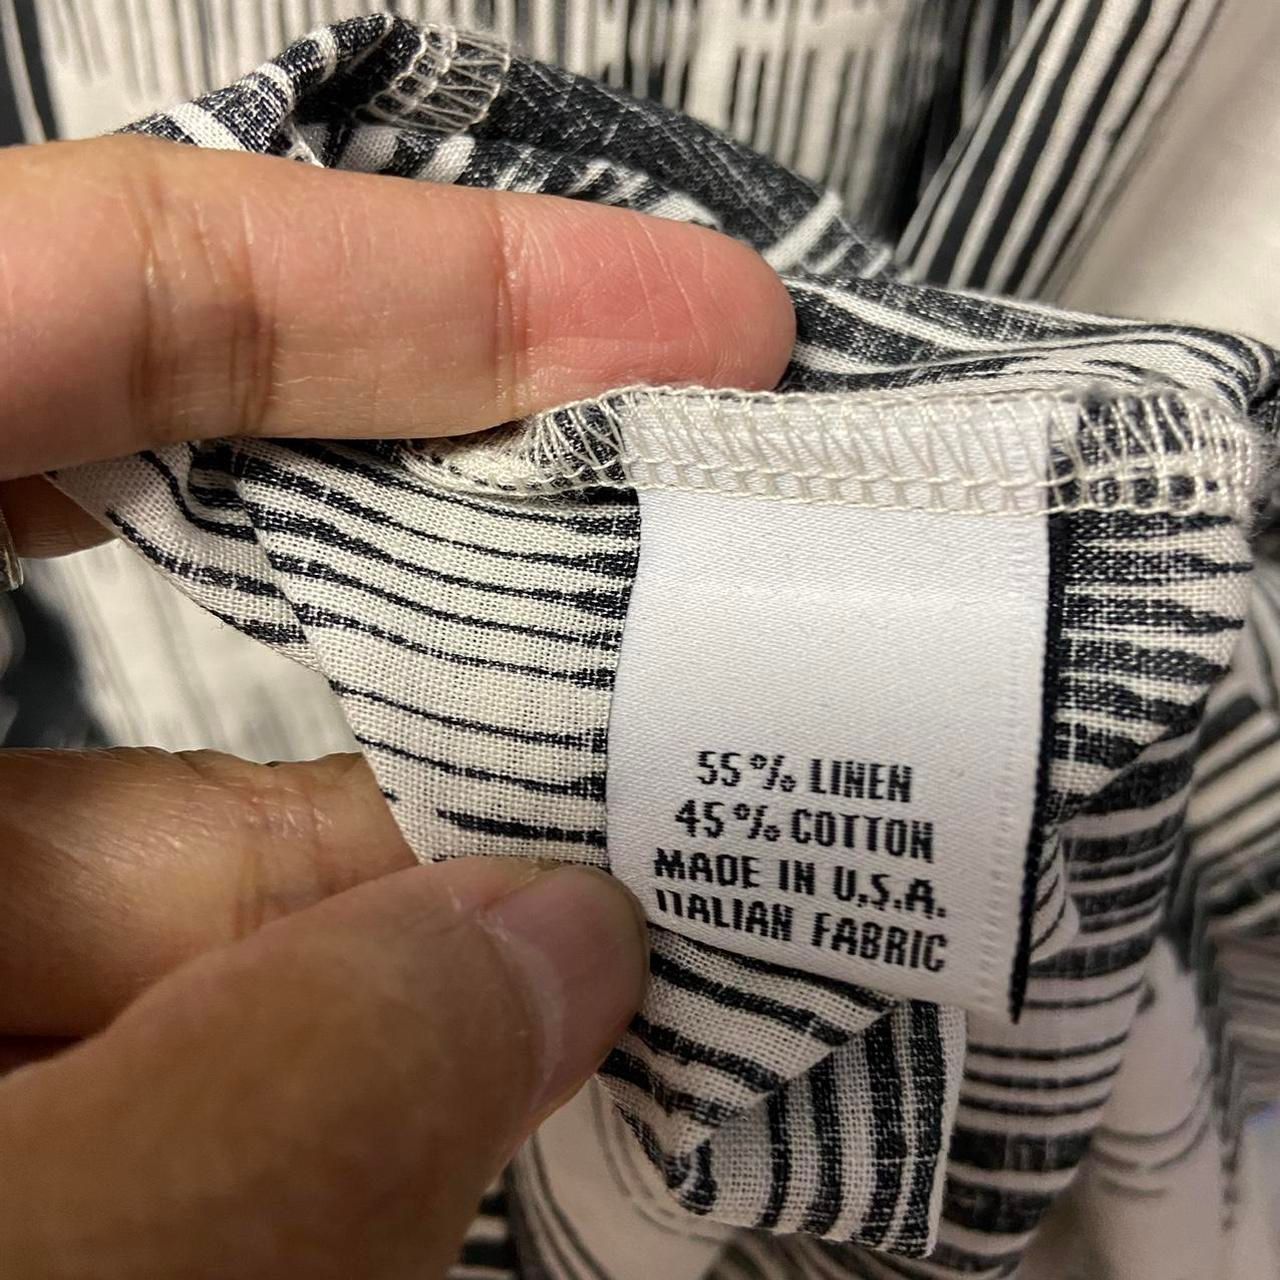 55% LINEN
45% COTTON
MADE IN U.S.A.
ITALIAN FABRIC